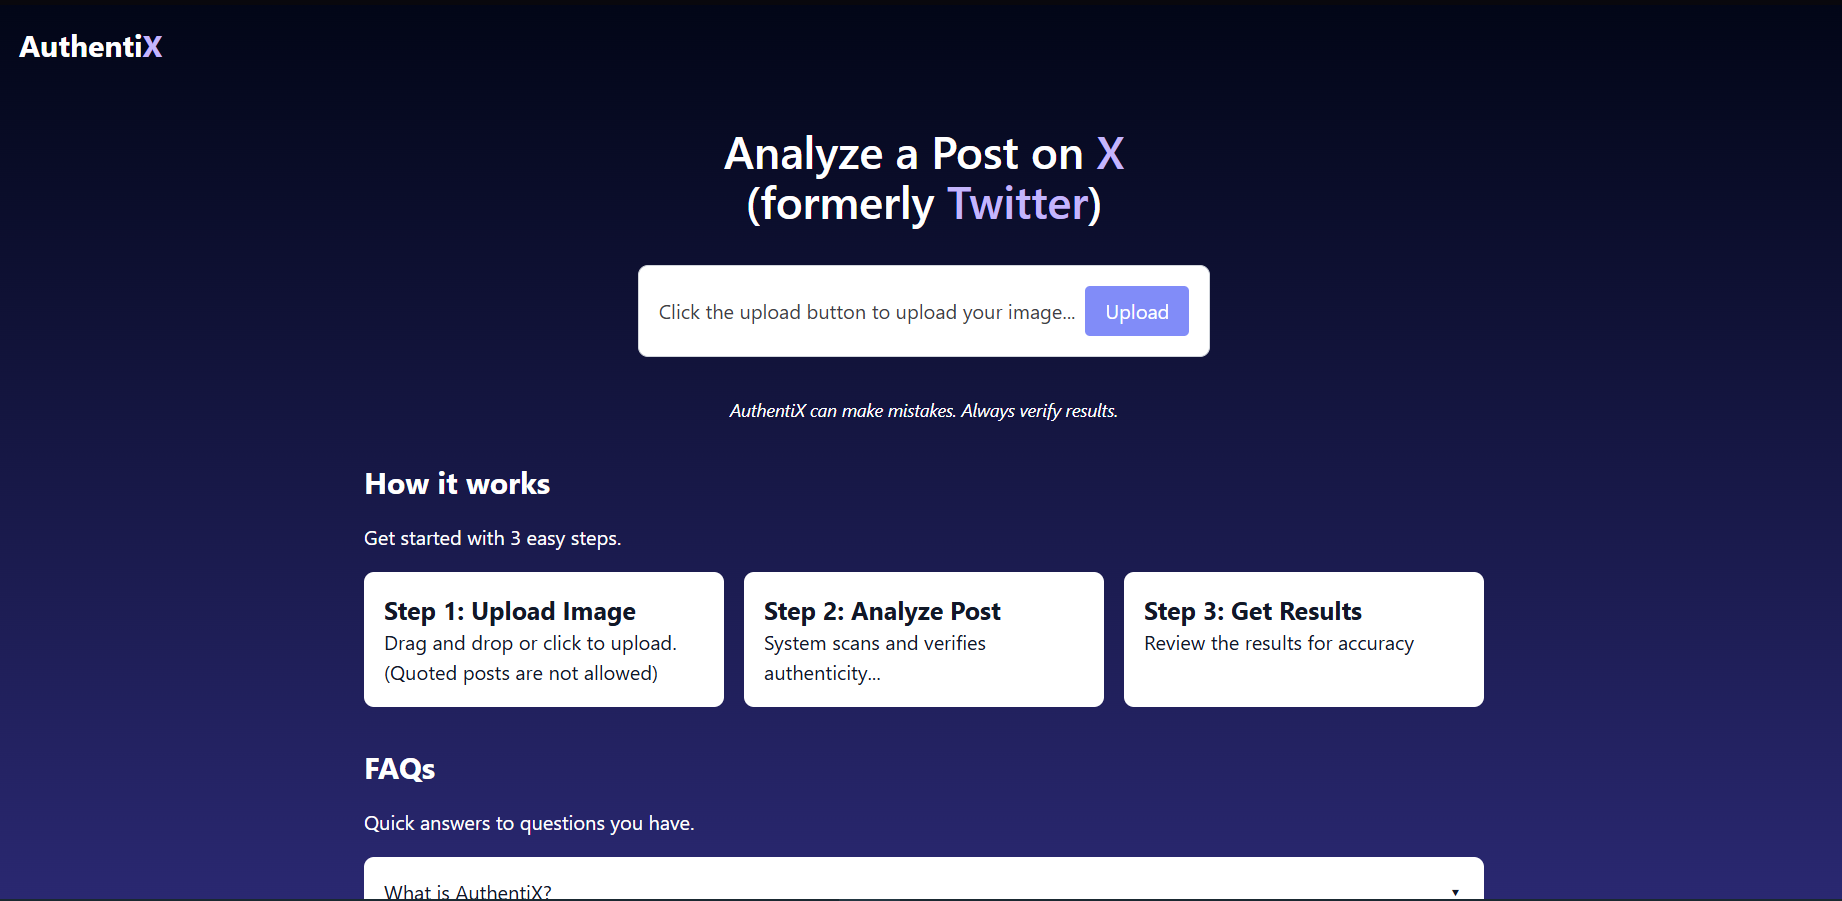 AuthentiX
Analyze a Post on X
(formerly Twitter)
Click the upload button to upload your image...
Upload
AuthentiX can make mistakes. Always verify results.
How it works
Get started with 3 easy steps.
Step 1: Upload Image
Drag and drop or click to upload.
(Quoted posts are not allowed)
Step 2: Analyze Post
System scans and verifies
authenticity...
Step 3: Get Results
Review the results for accuracy
FAQs
Quick answers to questions you have.
What is AuthentiX?